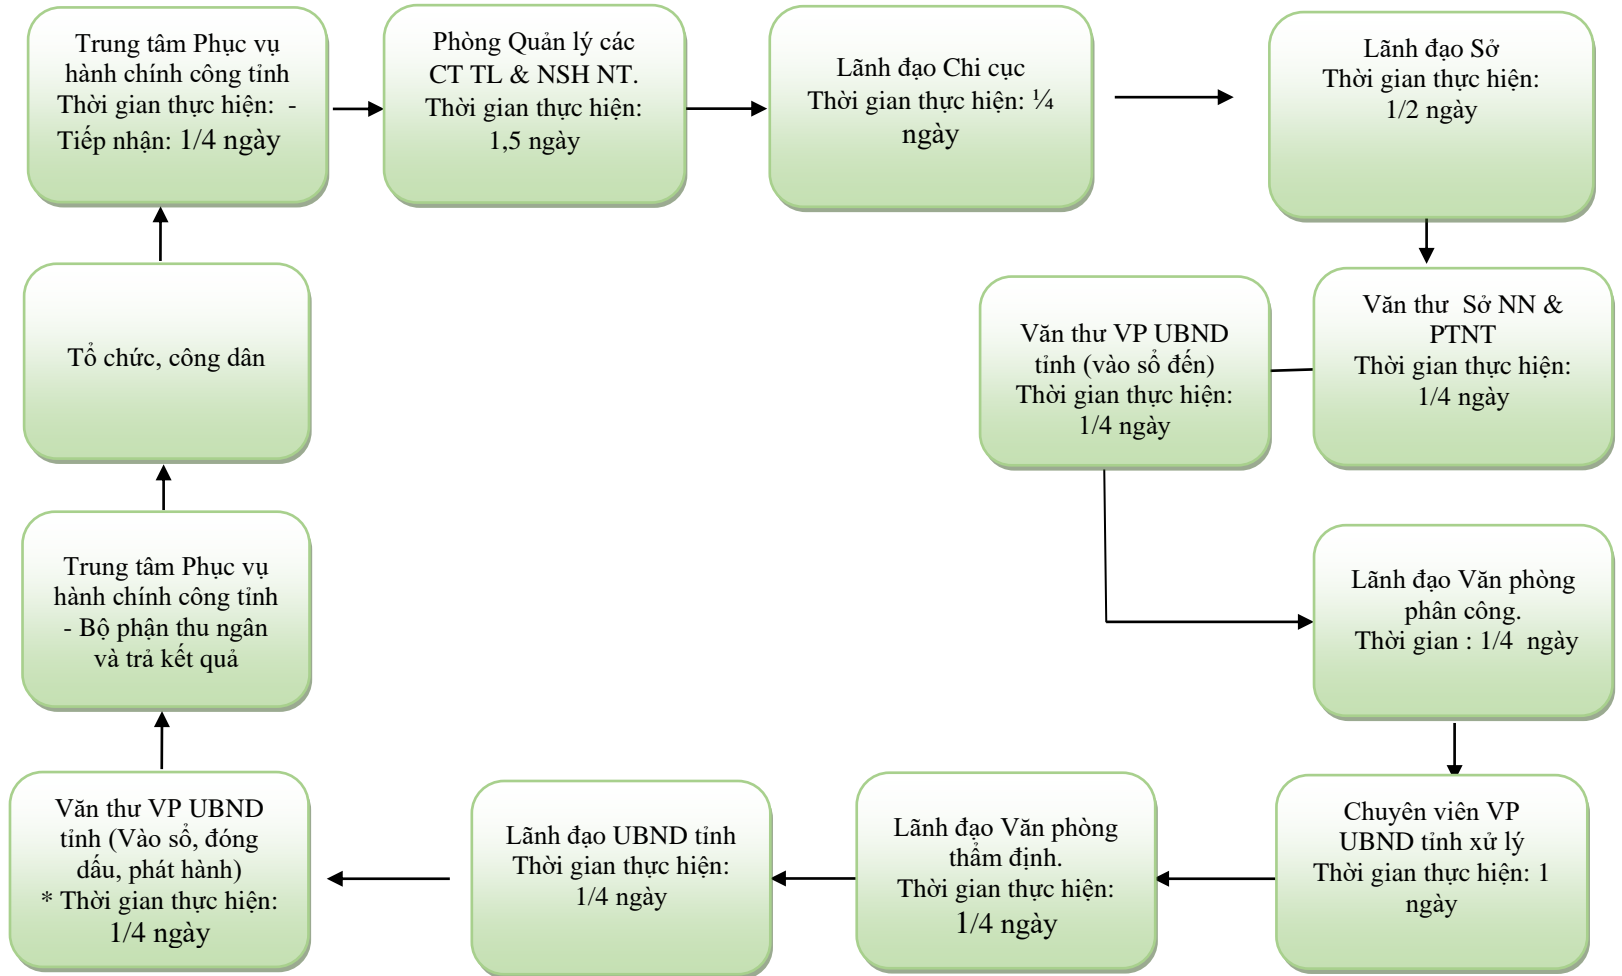 Trung tâm Phục vụ
hành chính công tỉnh
Thời gian thực hiện: -
Tiếp nhận: 1/4 ngày
Phòng Quản lý các
CT TL & NSH NT.
Thời gian thực hiện:
1,5 ngày
Lãnh đạo Chi cục
Thời gian thực hiện: ¼
ngày
Lãnh đạo Sở
Thời gian thực hiện:
1/2 ngày
Văn thư Sở NN &
PTNT
Thời gian thực hiện:
1/4 ngày
Văn thư VP UBND
tỉnh (vào sổ đến)
Thời gian thực hiện:
1/4 ngày
Lãnh đạo Văn phòng
phân công.
Thời gian : 1/4 ngày
Chuyên viên VP
UBND tỉnh xử lý
Thời gian thực hiện: 1
ngày
Lãnh đạo Văn phòng
thẩm định.
Thời gian thực hiện:
1/4 ngày
Lãnh đạo UBND tỉnh
Thời gian thực hiện:
1/4 ngày
Văn thư VP UBND
tỉnh (Vào sổ, đóng
dấu, phát hành)
* Thời gian thực hiện:
1/4 ngày
Trung tâm Phục vụ
hành chính công tỉnh
- Bộ phận thu ngân
và trả kết quả
Tổ chức, công dân